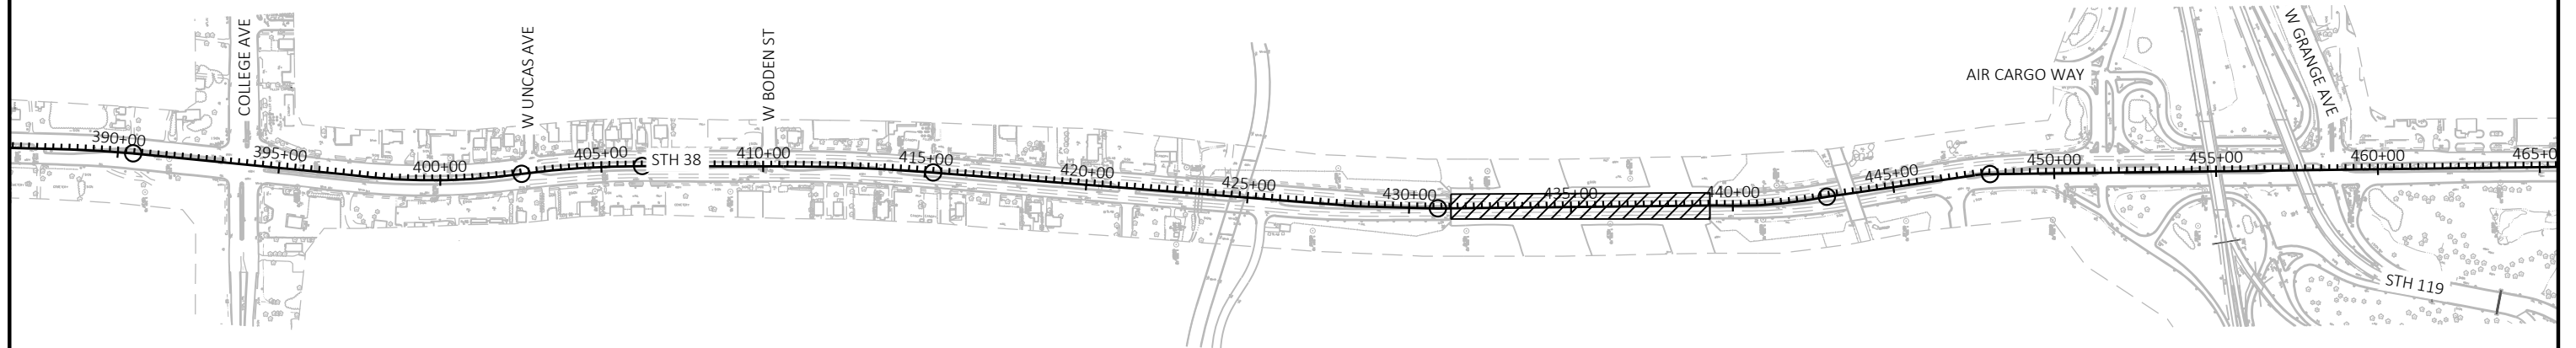 COLLEGE AVE
W UNCAS AVE
W BODEN ST
W GRANGE AVE
AIR CARGO WAY
390+00
395+00
400+00
405+00
STH 38
410+00
415+00
420+00
425+00
430+00
435+00
440+00
445+00
450+00
455+00
460+00
465+0
STH 119